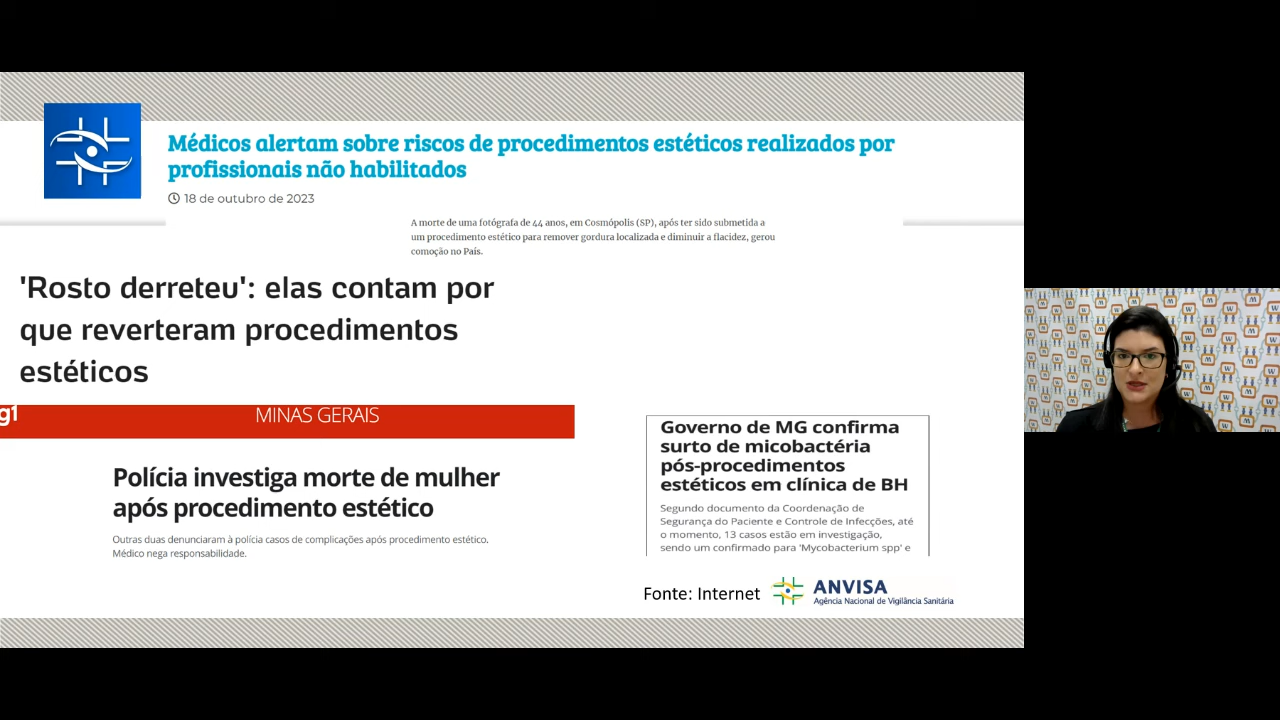 Médicos alertam sobre riscos de procedimentos estéticos realizados por
profissionais não habilitados
18 de outubro de 2023
A morte de uma fotógrafa de 44 anos, em Cosmópolis (SP), após ter sido submetida a
um procedimento estético para remover gordura localizada e diminuir a flacidez, gerou
comoção no País.
'Rosto derreteu': elas contam por
que reverteram procedimentos
estéticos
g1
MINAS GERAIS
Polícia investiga morte de mulher
após procedimento estético
Outras duas denunciaram à polícia casos de complicações após procedimento estético.
Médico nega responsabilidade.
Governo de MG confirma
surto de micobactéria
pós-procedimentos
estéticos em clínica de BH
Segundo documento da Coordenação de
Segurança do Paciente e Controle de Infecções, até
o momento, 13 casos estão em investigação,
sendo um confirmado para 'Mycobacterium spp' e
Fonte: Internet
ANVISA
Agência Nacional de Vigilância Sanitária